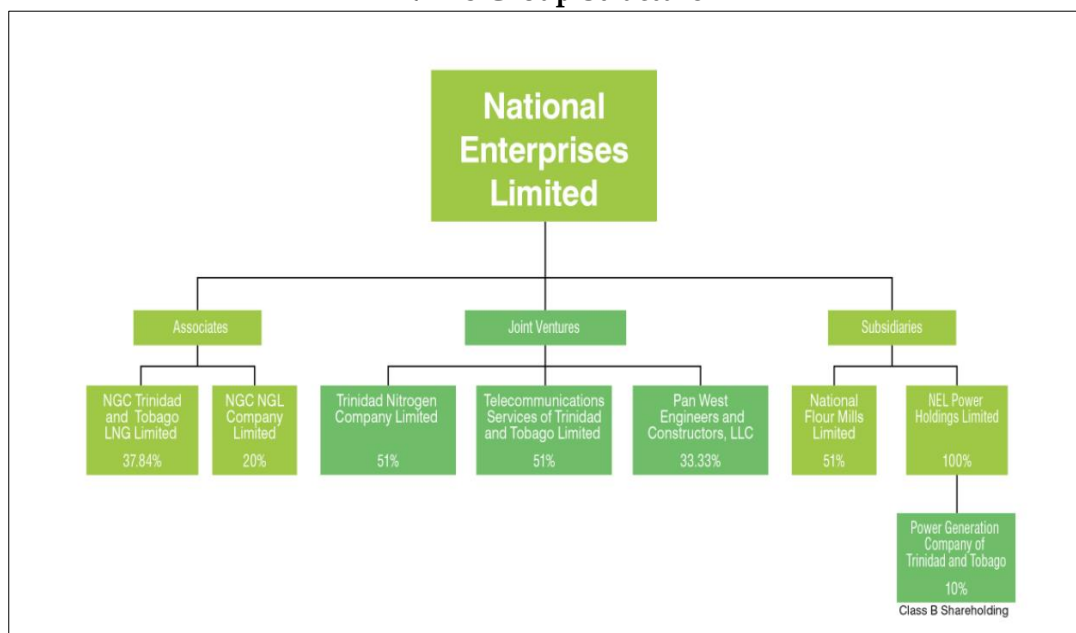 National
Enterprises
Limited
Associates
Joint Ventures
Subsidiaries
NGC Trinidad
and Tobago
LNG Limited
37.84%
NGC NGL
Company
Limited
20%
Trinidad Nitrogen
Company Limited
51%
Telecommunications
Services of Trinidad
and Tobago Limited
51%
Pan West
Engineers and
Constructors, LLC
33.33%
National
Flour Mills
Limited
51%
NEL Power
Holdings Limited
100%
Power Generation
Company of
Trinidad and Tobago
10%
Class B Shareholding